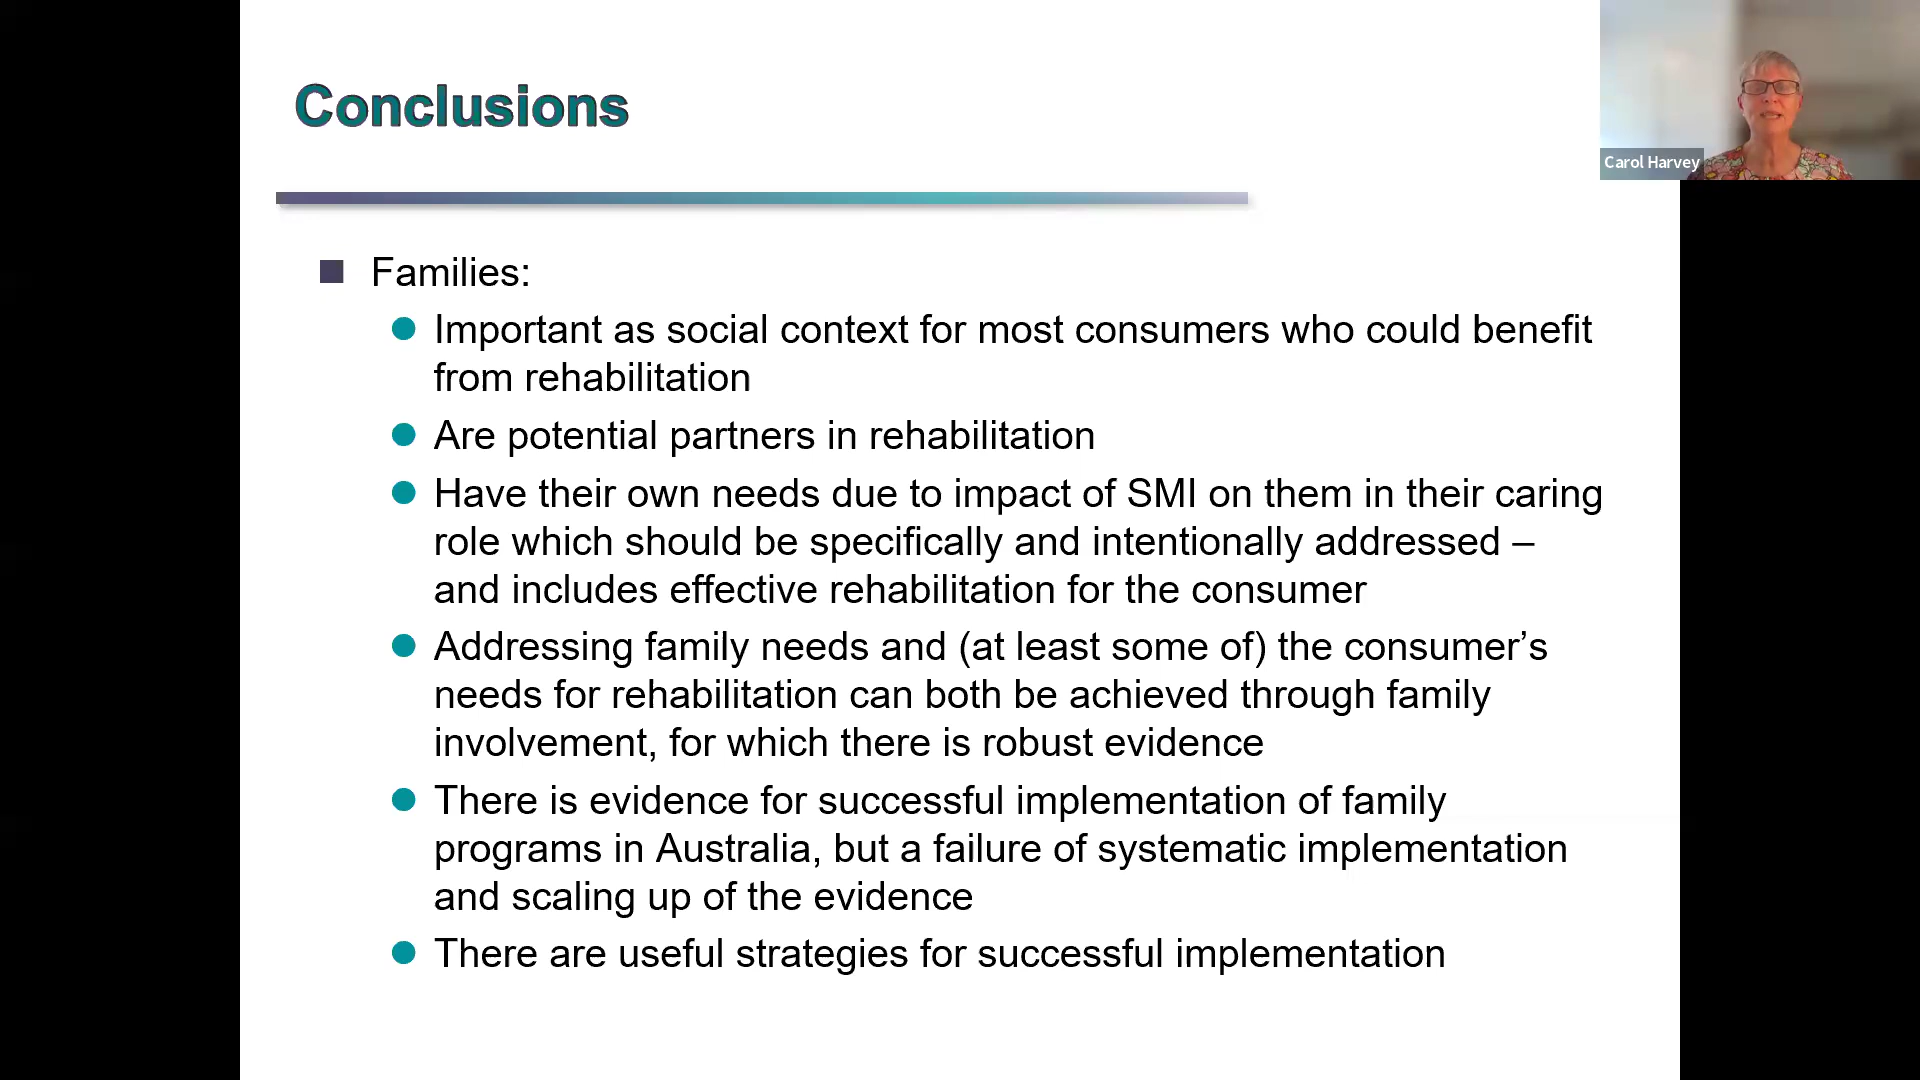 Conclusions
Carol Harvey
Families:
Important as social context for most consumers who could benefit
from rehabilitation
Are potential partners in rehabilitation
Have their own needs due to impact of SMI on them in their caring
role which should be specifically and intentionally addressed –
and includes effective rehabilitation for the consumer
Addressing family needs and (at least some of) the consumer’s
needs for rehabilitation can both be achieved through family
involvement, for which there is robust evidence
There is evidence for successful implementation of family
programs in Australia, but a failure of systematic implementation
and scaling up of the evidence
There are useful strategies for successful implementation